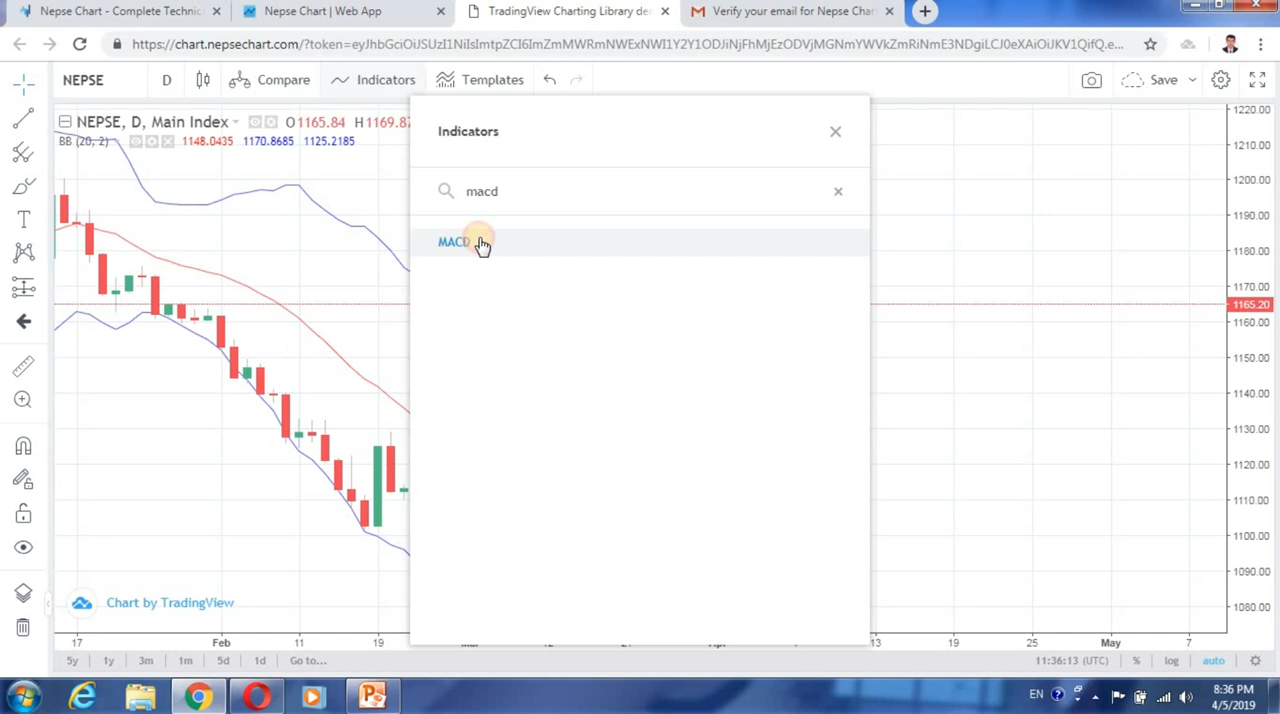 Nepse Chart - Complete Technic
Nepse Chart | Web App
TradingView Charting Library de
Verify your email for Nepse Char
https://chart.nepsechart.com/?token=eyJhbGciOiJSUzI1NiIsImtpZCI6ImZmMWRmNWExNWI1Y2Y1ODJiNjFhMjEzODVjMGNmYWVkZmRiNmE3NDgiLCJ0eXAiOiJKV1QifQ.e...
NEPSE D Compare Indicators Templates Save
NEPSE, D, Main Index O1165.84 H1169.87
BB (20, 2) 1148.0435 1170.8685 1125.2185
Indicators
macd
MACD
1220.00
1210.00
1200.00
1190.00
1180.00
1170.00
1165.20
1160.00
1150.00
1140.00
1130.00
1120.00
1110.00
1100.00
1090.00
1080.00
Chart by TradingView
17 Feb 11 19 13 19 25 May 7
5y 1y 3m 1m 5d 1d Go to... 11:36:13 (UTC) % log auto
EN 8:36 PM
4/5/2019